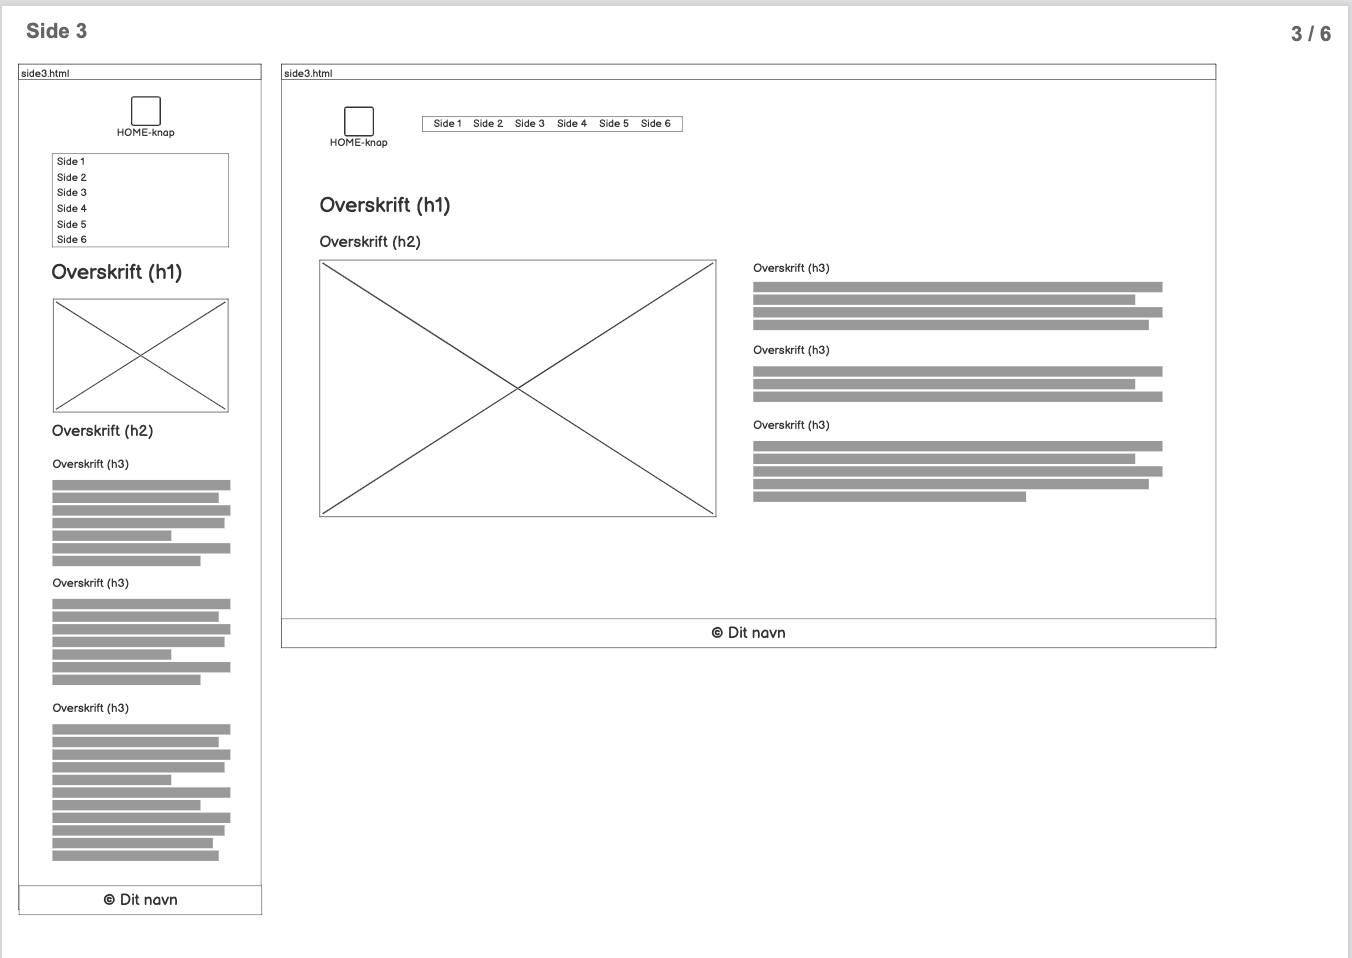 Side 3
3 / 6
side3.html
HOME-knap
Side 1
Side 2
Side 3
Side 4
Side 5
Side 6
Overskrift (h1)
Overskrift (h2)
Overskrift (h3)
Overskrift (h3)
Overskrift (h3)
© Dit navn
side3.html
HOME-knap
Side 1 Side 2 Side 3 Side 4 Side 5 Side 6
Overskrift (h1)
Overskrift (h2)
Overskrift (h3)
Overskrift (h3)
Overskrift (h3)
© Dit navn